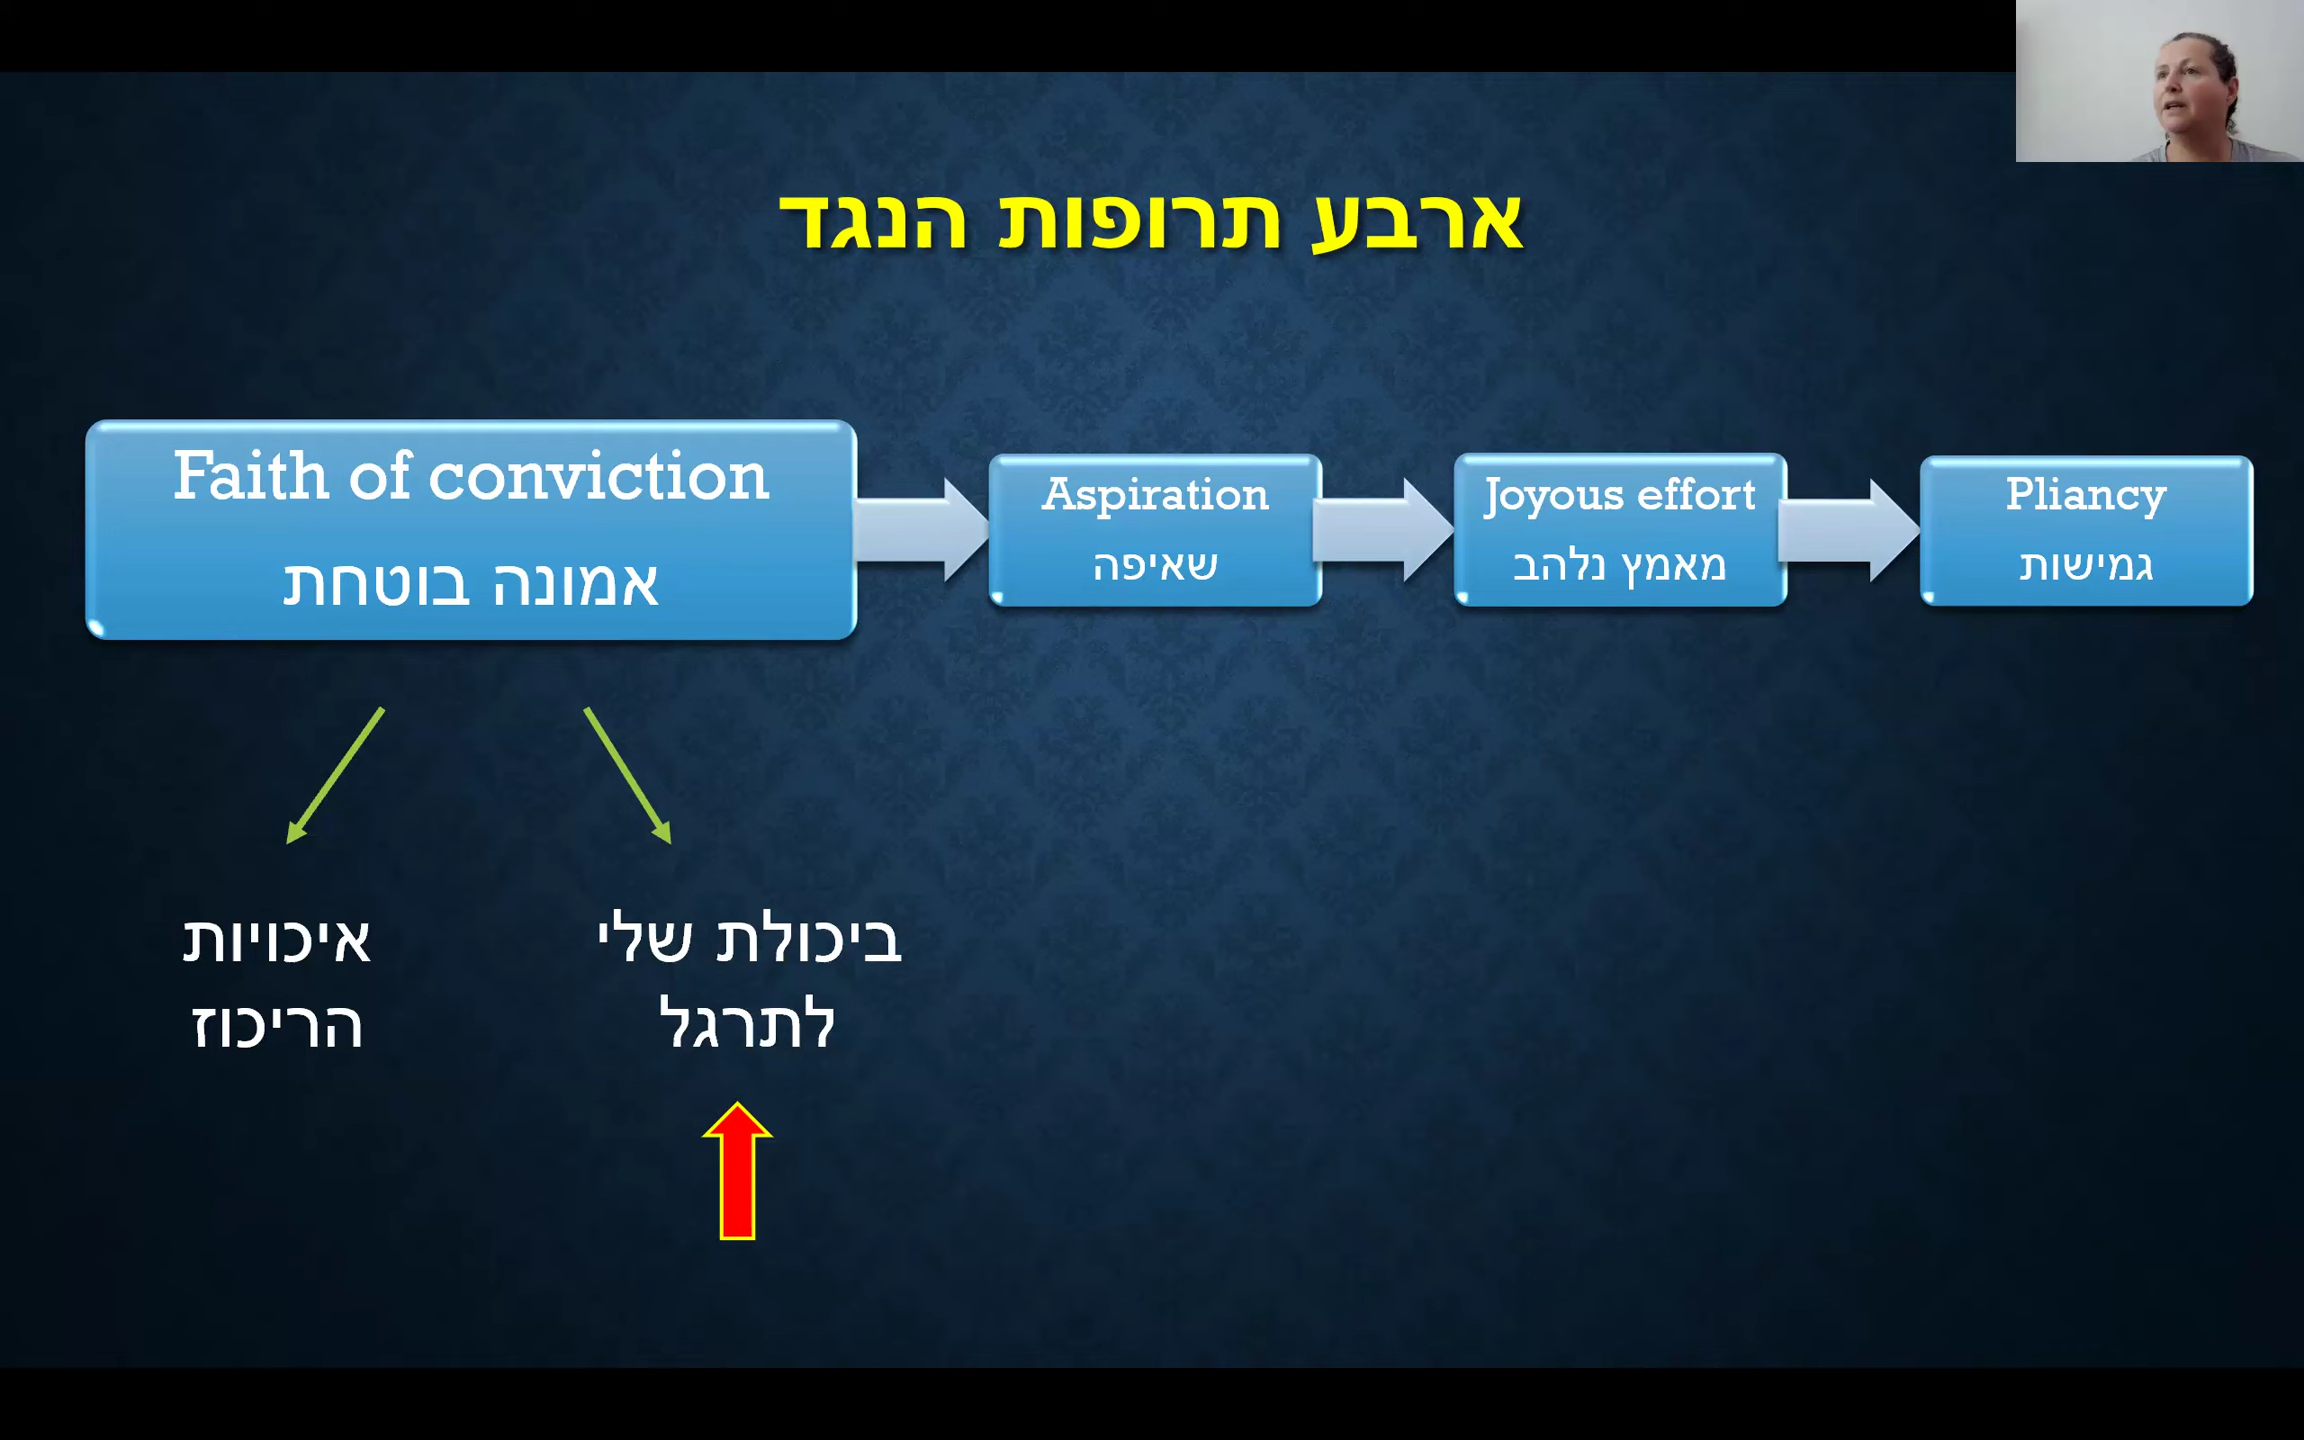 ארבע תרופות הנגד
Faith of conviction
אמונה בוטחת
Aspiration
שאיפה
Joyous effort
מאמץ נלהב
Pliancy
גמישות
איכויות
הריכוז
ביכולת שלי
לתרגל